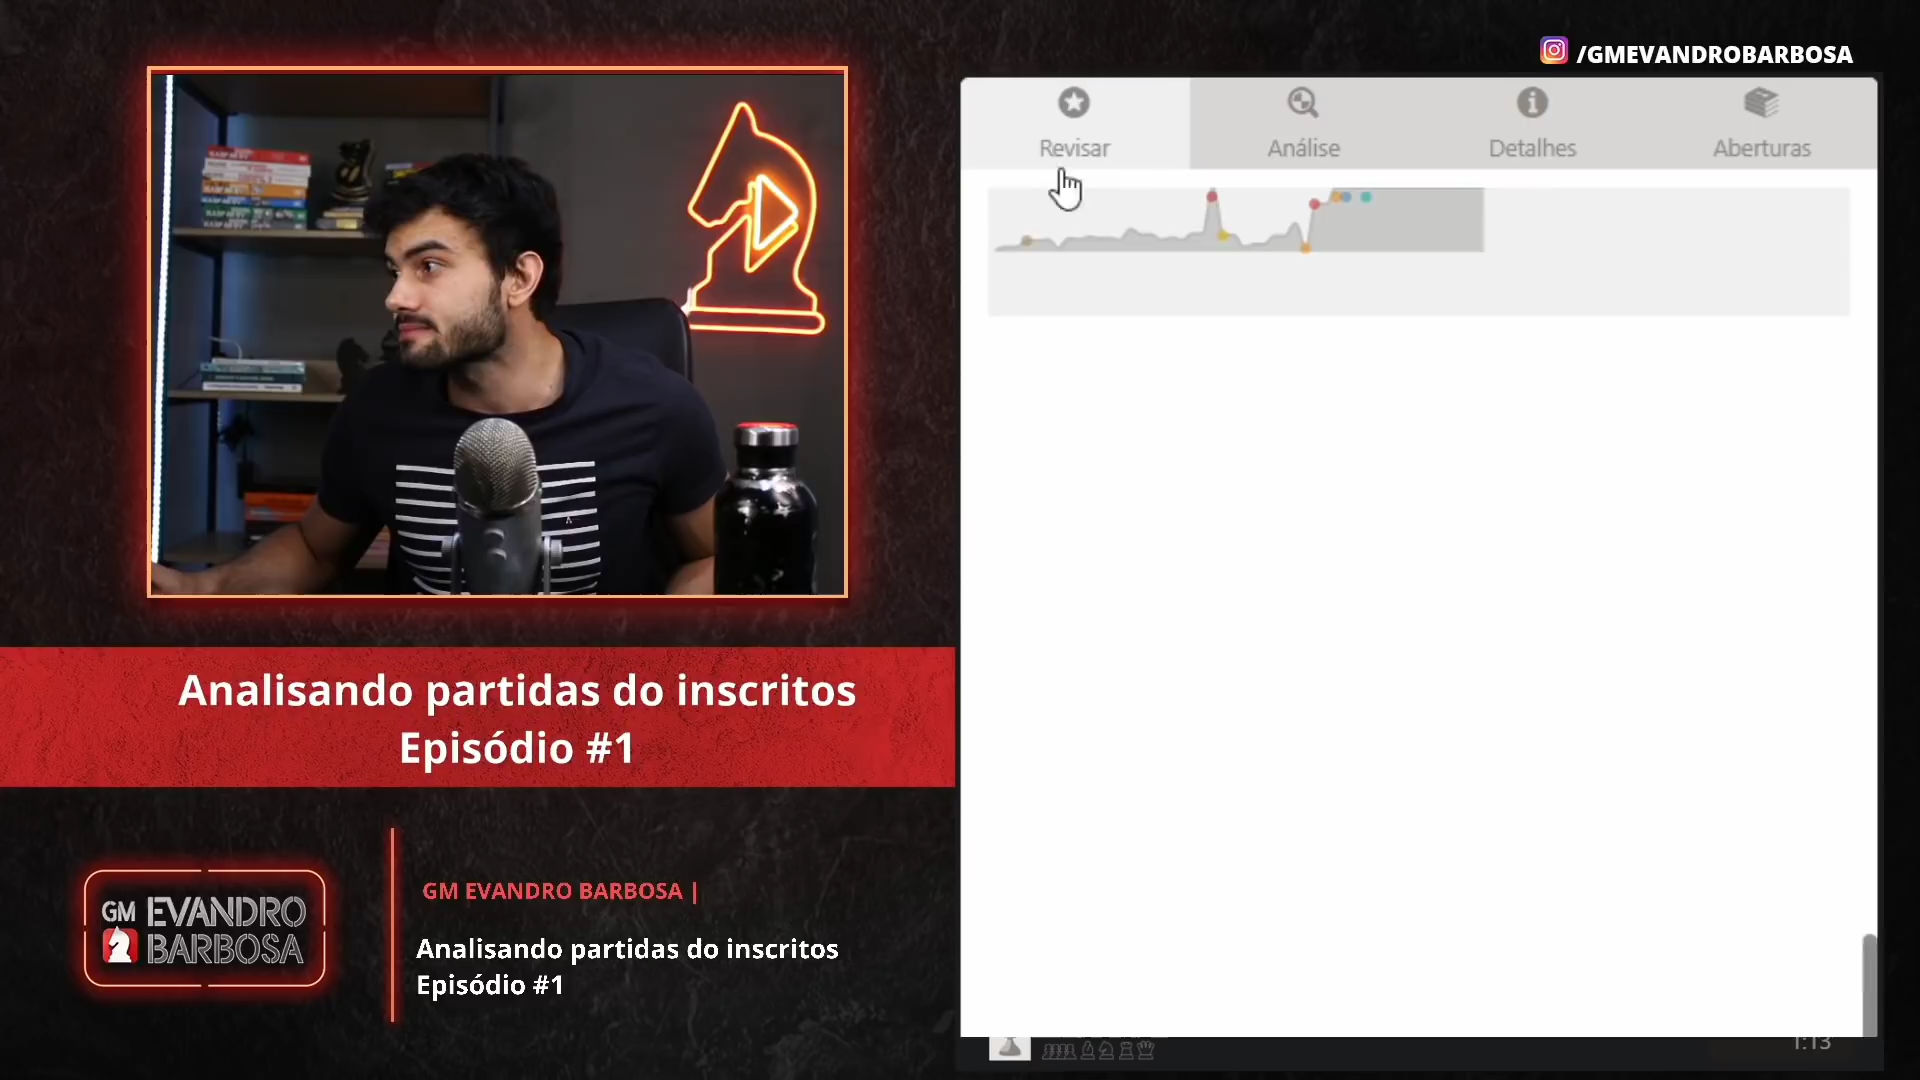 /GMEVANDROBARBOSA
Revisar
Análise
Detalhes
Aberturas
Analisando partidas do inscritos
Episódio #1
GM EVANDRO
BARBOSA
GM EVANDRO BARBOSA |
Analisando partidas do inscritos
Episódio #1
1:13